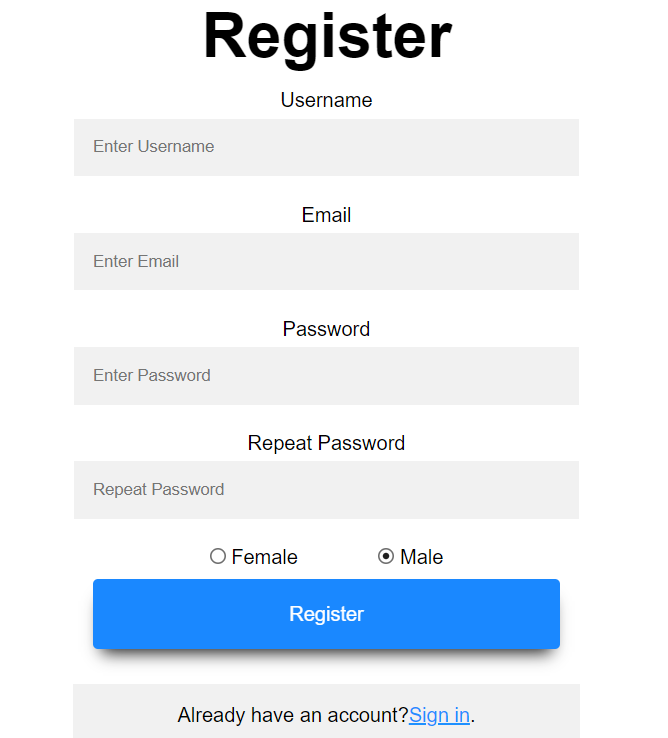 Register
Username
Enter Username
Email
Enter Email
Password
Enter Password
Repeat Password
Repeat Password
Female Male
Register
Already have an account?Sign in.